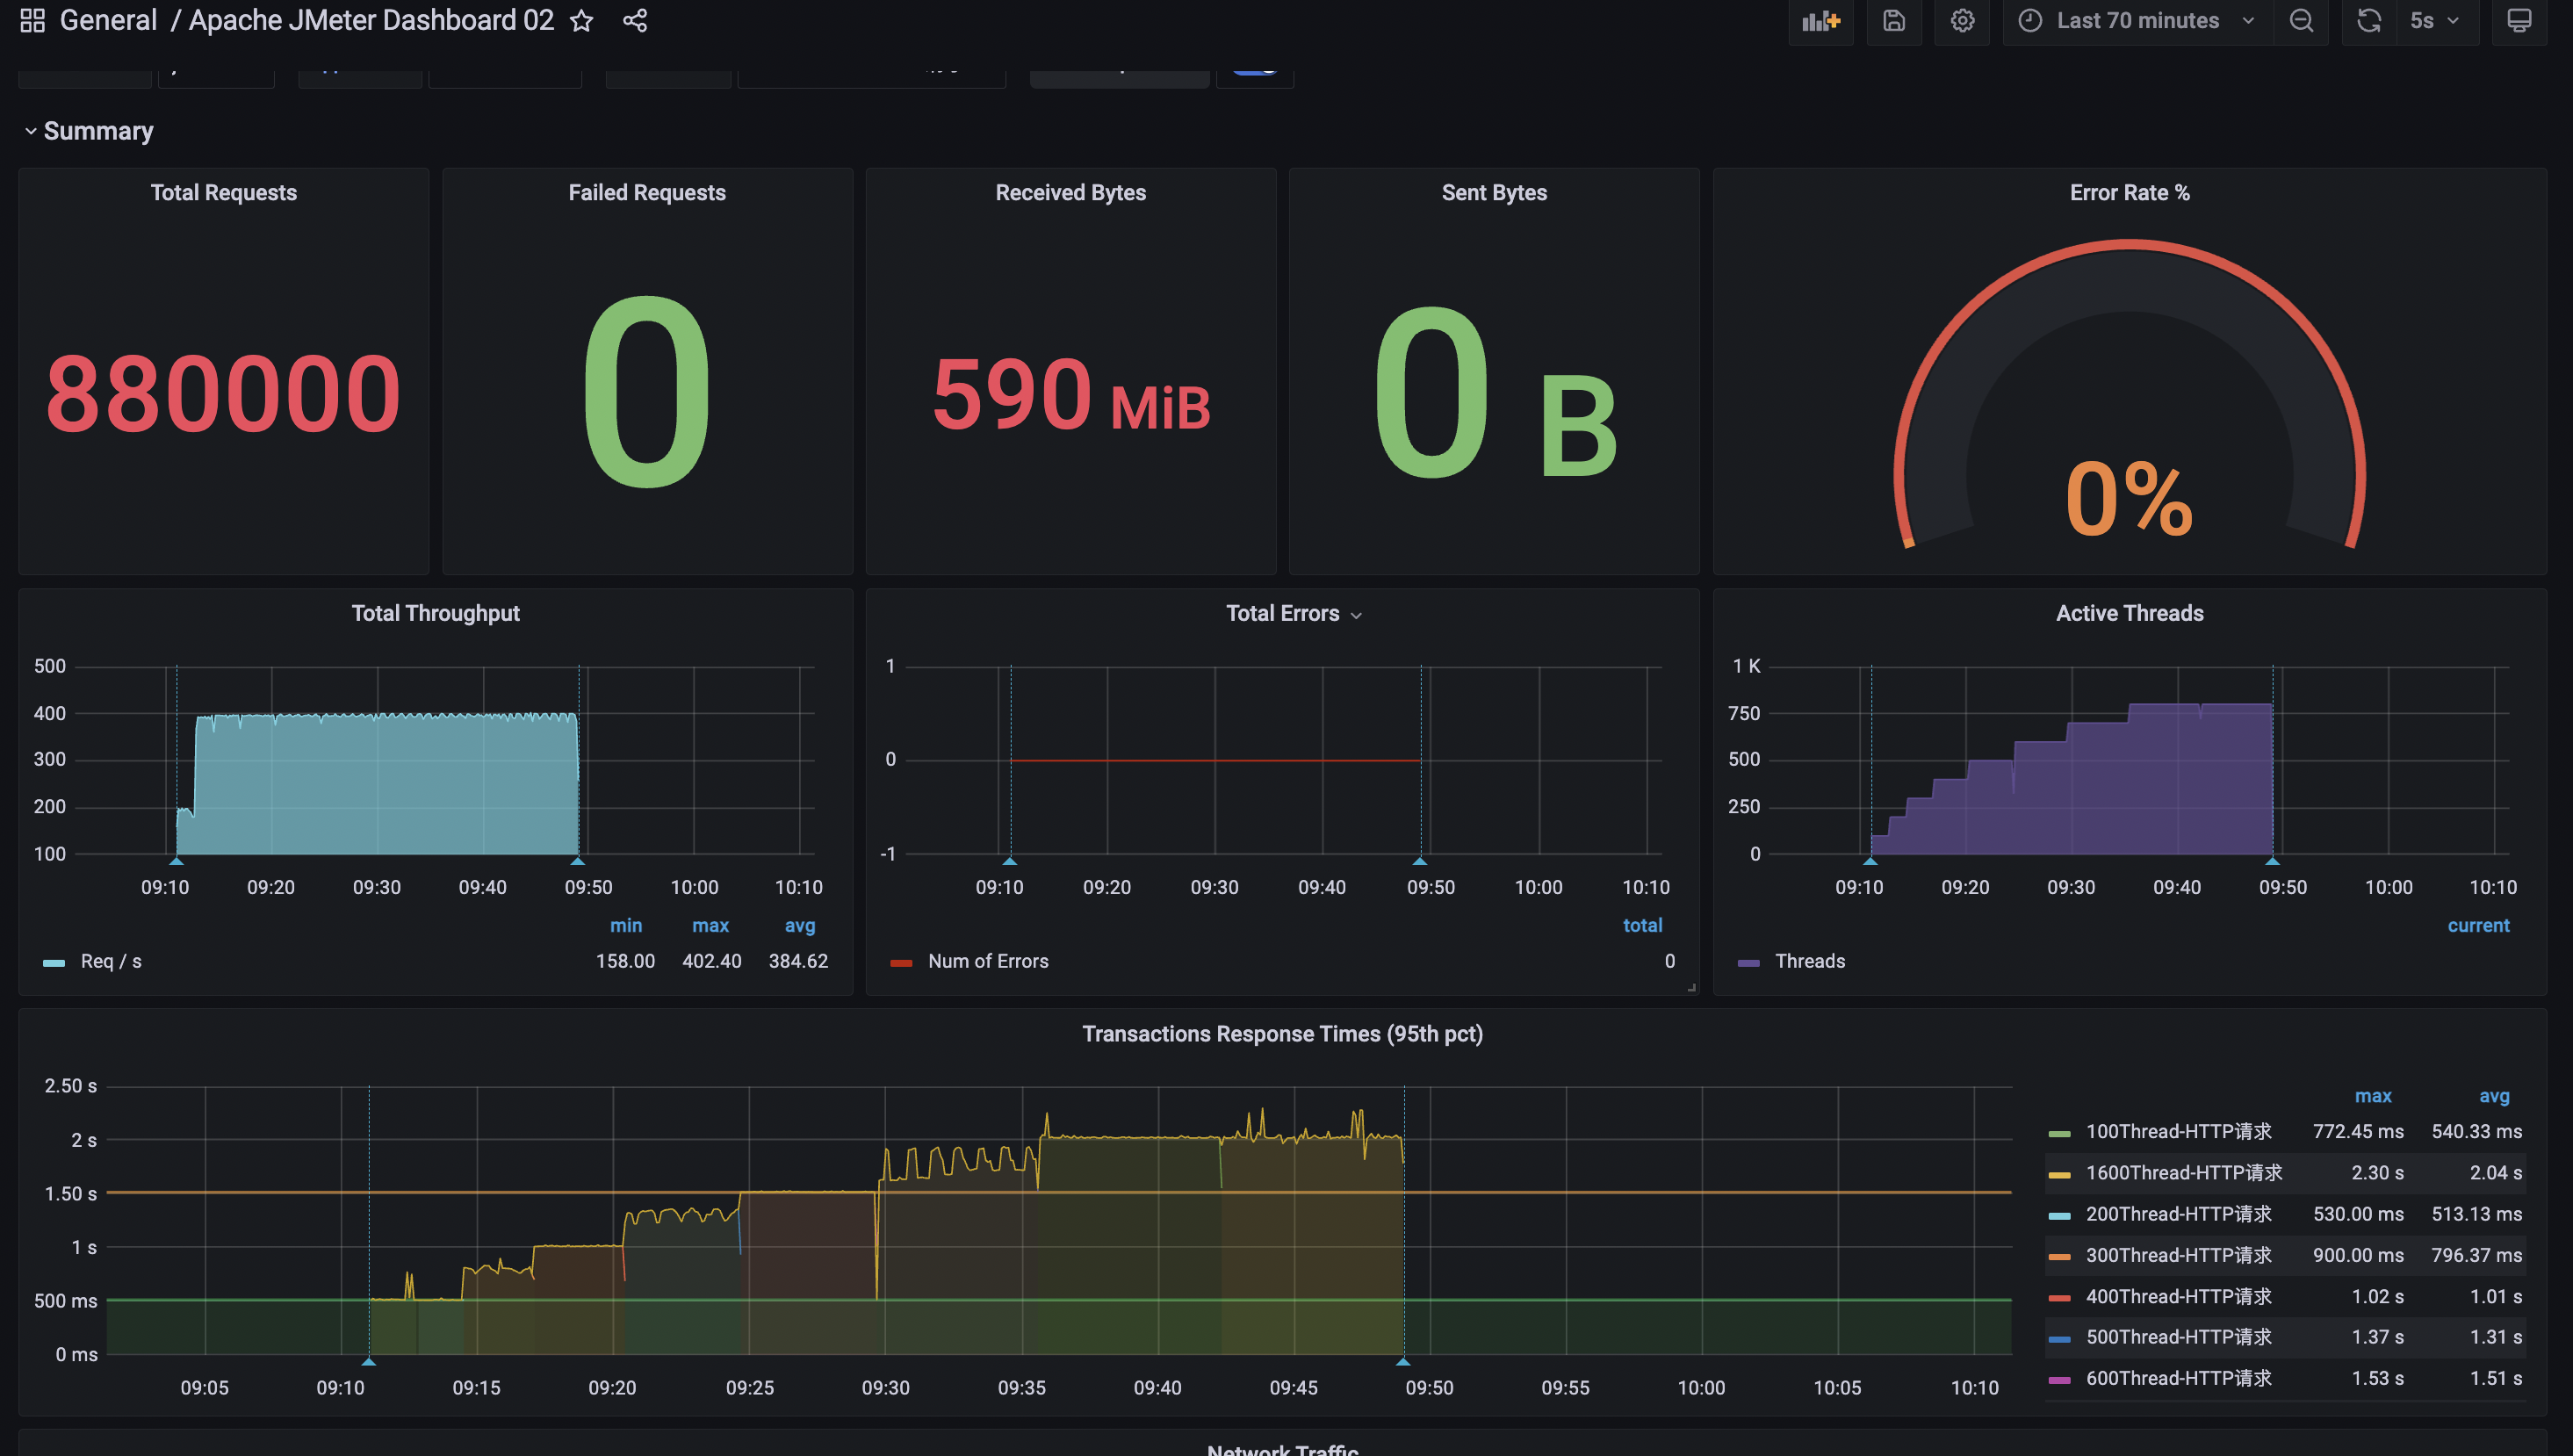 General / Apache JMeter Dashboard 02
Last 70 minutes
5s
Summary
Total Requests
880000
Failed Requests
0
Received Bytes
590 MiB
Sent Bytes
0 B
Error Rate %
0%
Total Throughput
500
400
300
200
100
09:10 09:20 09:30 09:40 09:50 10:00 10:10
min max avg
Req / s 158.00 402.40 384.62
Total Errors
1
0
-1
09:10 09:20 09:30 09:40 09:50 10:00 10:10
total
Num of Errors 0
Active Threads
1 K
750
500
250
0
09:10 09:20 09:30 09:40 09:50 10:00 10:10
current
Threads
Transactions Response Times (95th pct)
2.50 s
2 s
1.50 s
1 s
500 ms
0 ms
09:05 09:10 09:15 09:20 09:25 09:30 09:35 09:40 09:45 09:50 09:55 10:00 10:05 10:10
max avg
100Thread-HTTP请求 772.45 ms 540.33 ms
1600Thread-HTTP请求 2.30 s 2.04 s
200Thread-HTTP请求 530.00 ms 513.13 ms
300Thread-HTTP请求 900.00 ms 796.37 ms
400Thread-HTTP请求 1.02 s 1.01 s
500Thread-HTTP请求 1.37 s 1.31 s
600Thread-HTTP请求 1.53 s 1.51 s
Network Traffic